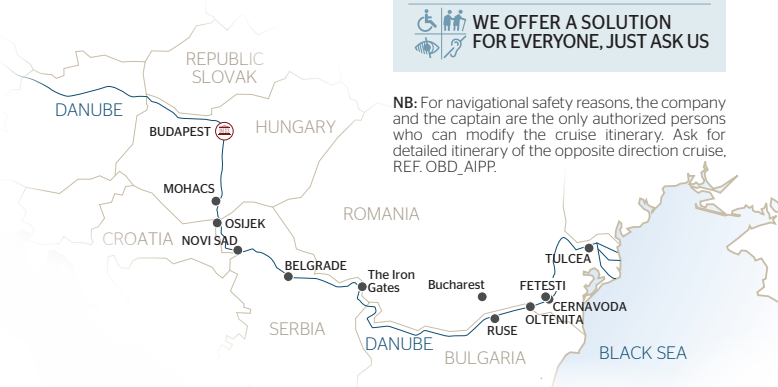 WE OFFER A SOLUTION
FOR EVERYONE, JUST ASK US
NB: For navigational safety reasons, the company
and the captain are the only authorized persons
who can modify the cruise itinerary. Ask for
detailed itinerary of the opposite direction cruise,
REF. OBD_AIPP.
REPUBLIC
SLOVAK
DANUBE
BUDAPEST
HUNGARY
MOHACS
ROMANIA
OSIJEK
CROATIA
NOVI SAD
BELGRADE
The Iron
Gates
TULCEA
Bucharest
FETESTI
CERNAVODA
OLTENITA
SERBIA
RUSE
DANUBE
BULGARIA
BLACK SEA